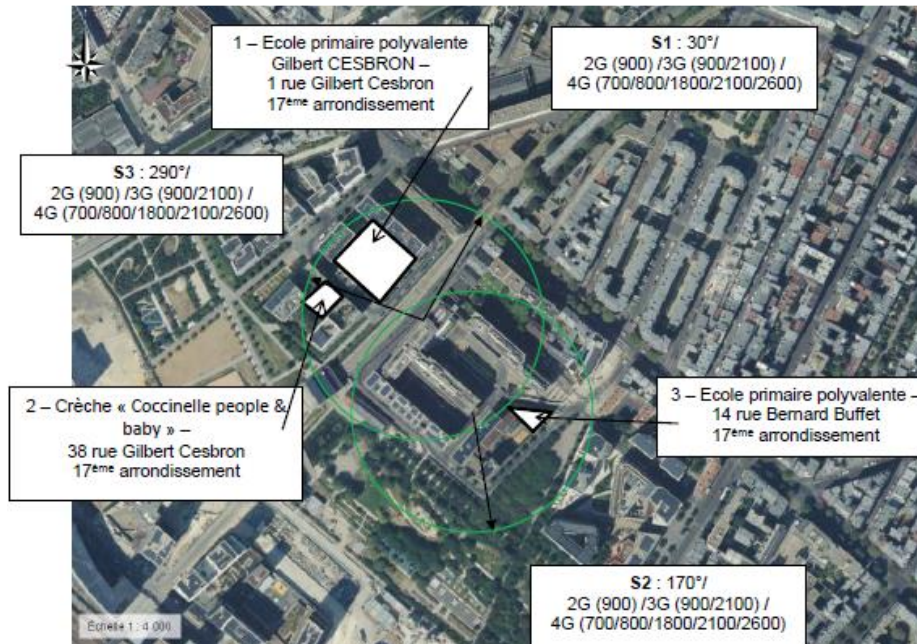 1 – Ecole primaire polyvalente
Gilbert CESBRON –
1 rue Gilbert Cesbron
17ème arrondissement
S1 : 30°/
2G (900) /3G (900/2100) /
4G (700/800/1800/2100/2600)
S3 : 290°/
2G (900) /3G (900/2100) /
4G (700/800/1800/2100/2600)
2 – Crèche « Coccinelle people &
baby » –
38 rue Gilbert Cesbron
17ème arrondissement
3 – Ecole primaire polyvalente –
14 rue Bernard Buffet
17ème arrondissement
S2 : 170°/
2G (900) /3G (900/2100) /
4G (700/800/1800/2100/2600)
Echelle 1 : 4 000